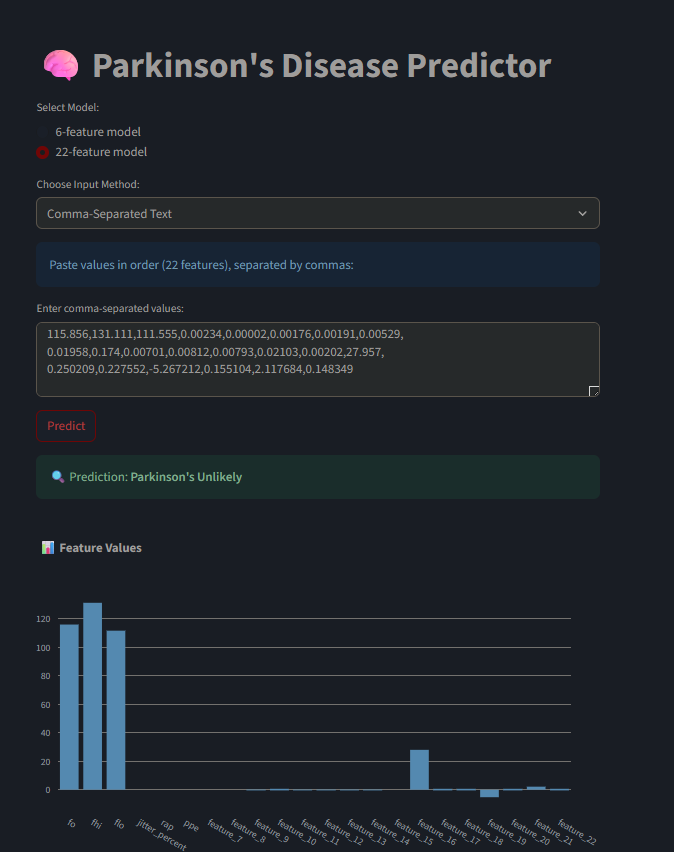 Parkinson's Disease Predictor
Select Model:
6-feature model
22-feature model
Choose Input Method:
Comma-Separated Text
Paste values in order (22 features), separated by commas:
Enter comma-separated values:
115.856,131.111,111.555,0.00234,0.00002,0.00176,0.00191,0.00529,
0.01958,0.174,0.00701,0.00812,0.00793,0.02103,0.00202,27.957,
0.250209,0.227552,-5.267212,0.155104,2.117684,0.148349
Predict
Prediction: Parkinson's Unlikely
Feature Values
120
100
80
60
40
20
0
fo
fhi
flo
jitter_percent
rap
ppe
feature_7
feature_8
feature_9
feature_10
feature_11
feature_12
feature_13
feature_14
feature_15
feature_16
feature_17
feature_18
feature_19
feature_20
feature_21
feature_22